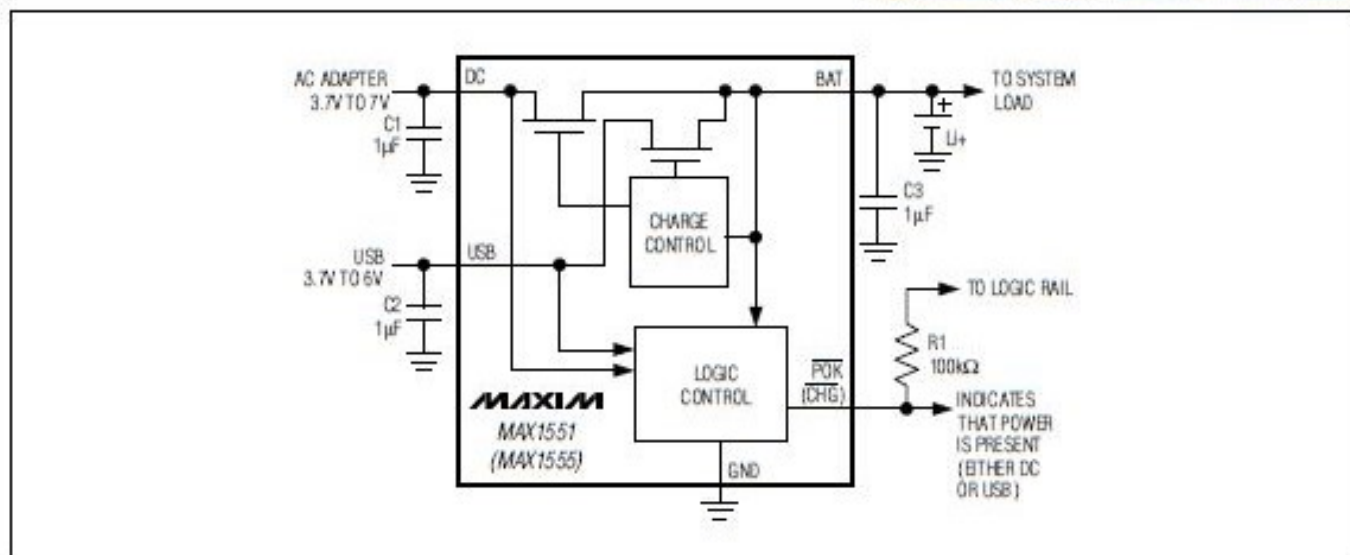 AC ADAPTER
3.7V TO 7V
C1
1µF
DC
BAT
TO SYSTEM
LOAD
+
Li+
C3
1µF
CHARGE
CONTROL
USB
3.7V TO 6V
USB
C2
1µF
TO LOGIC RAIL
R1
100kΩ
LOGIC
CONTROL
POK
(CHG)
INDICATES
THAT POWER
IS PRESENT
(EITHER DC
OR USB)
MAXIM
MAX1551
(MAX1555)
GND